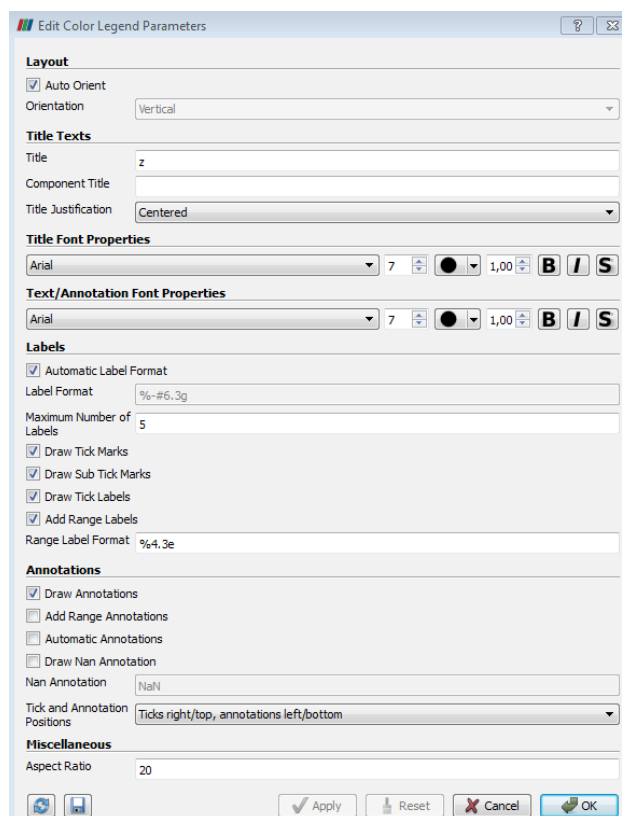 Edit Color Legend Parameters
Layout
Auto Orient
Orientation Vertical
Title Texts
Title z
Component Title
Title Justification Centered
Title Font Properties
Arial 7 1,00 B I S
Text/Annotation Font Properties
Arial 7 1,00 B I S
Labels
Automatic Label Format
Label Format %-#6.3g
Maximum Number of
Labels 5
Draw Tick Marks
Draw Sub Tick Marks
Draw Tick Labels
Add Range Labels
Range Label Format %4.3e
Annotations
Draw Annotations
Add Range Annotations
Automatic Annotations
Draw Nan Annotation
Nan Annotation NaN
Tick and Annotation
Positions Ticks right/top, annotations left/bottom
Miscellaneous
Aspect Ratio 20
Apply Reset Cancel OK